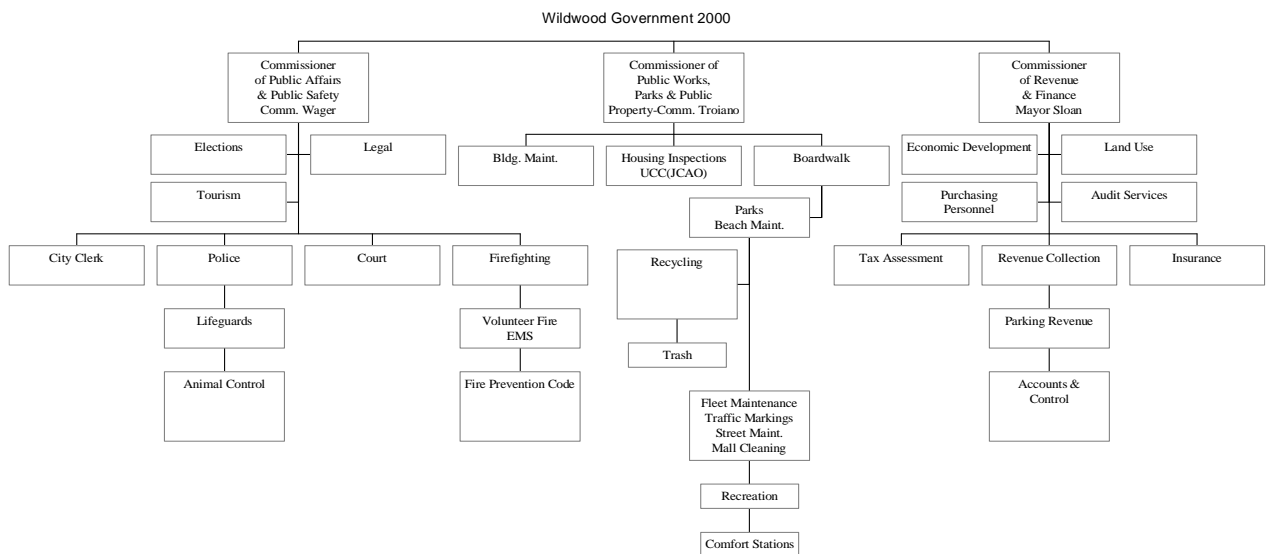 Wildwood Government 2000
Commissioner
of Public Affairs
& Public Safety
Comm. Wager
Commissioner of
Public Works,
Parks & Public
Property-Comm. Troiano
Commissioner
of Revenue
& Finance
Mayor Sloan
Elections
Legal
Tourism
City Clerk
Police
Court
Firefighting
Lifeguards
Animal Control
Volunteer Fire
EMS
Fire Prevention Code
Bldg. Maint.
Housing Inspections
UCC(JCAO)
Boardwalk
Parks
Beach Maint.
Recycling
Trash
Fleet Maintenance
Traffic Markings
Street Maint.
Mall Cleaning
Recreation
Comfort Stations
Economic Development
Land Use
Purchasing
Personnel
Audit Services
Tax Assessment
Revenue Collection
Insurance
Parking Revenue
Accounts &
Control